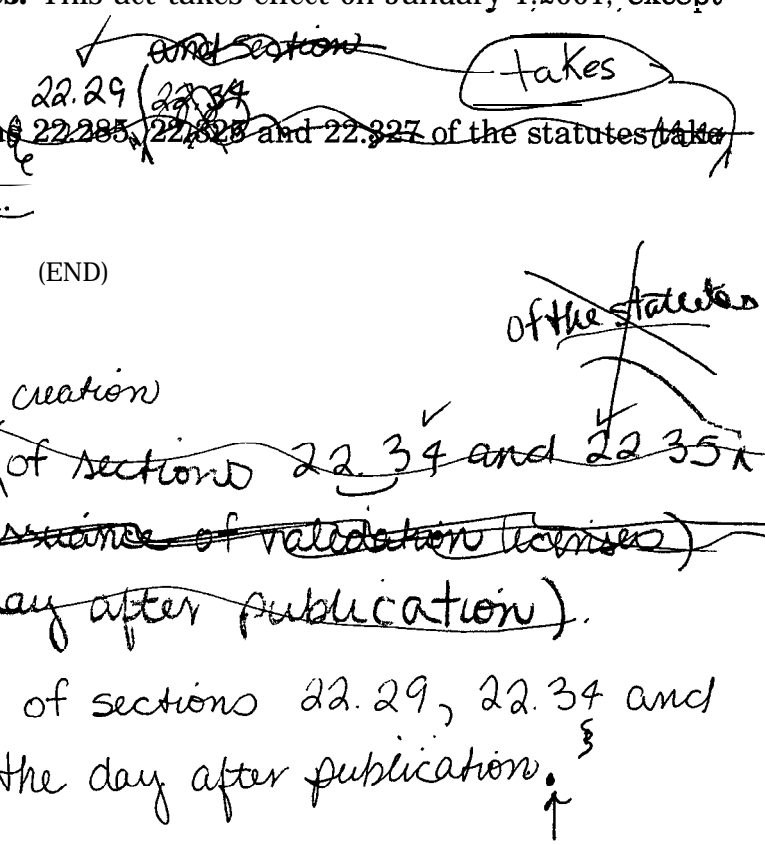 es. This act takes effect on January 1, 2001, except
and section
takes
22.29 22.34
22.285, 22.325 and 22.327 of the statutes take
(END)
of the statutes
creation
of sections 22.34 and 22 35
issuance of validation licenses)
ay after publication).
of sections 22.29, 22.34 and
the day after publication.